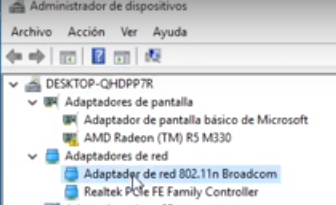 Administrador de dispositivos
Archivo Acción Ver Ayuda
DESKTOP-QHDPP7R
Adaptadores de pantalla
Adaptador de pantalla básico de Microsoft
AMD Radeon (TM) R5 M330
Adaptadores de red
Adaptador de red 802.11n Broadcom
Realtek PCIe FE Family Controller